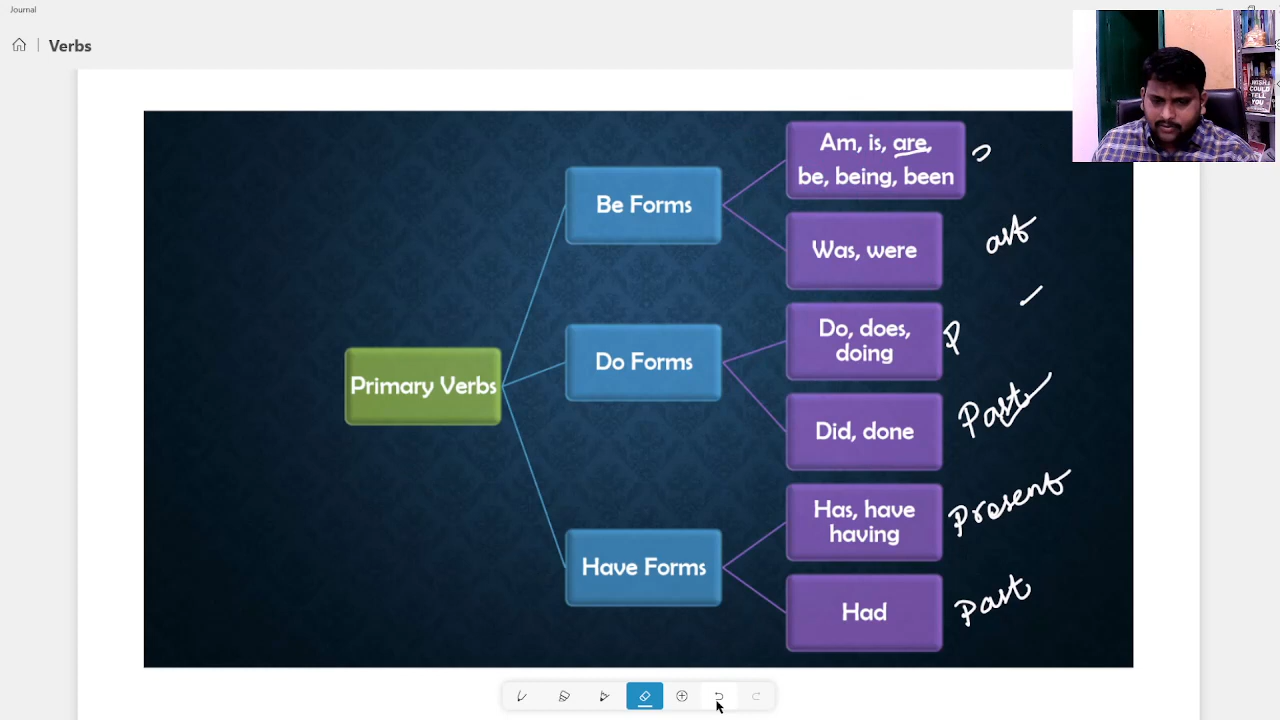 Journal
Verbs
Am, is, are,
be, being, been
Be Forms
Was, were
ast
Do, does,
doing
P
Do Forms
Primary Verbs
Did, done
Past
Has, have
having
Present
Have Forms
Had
Past